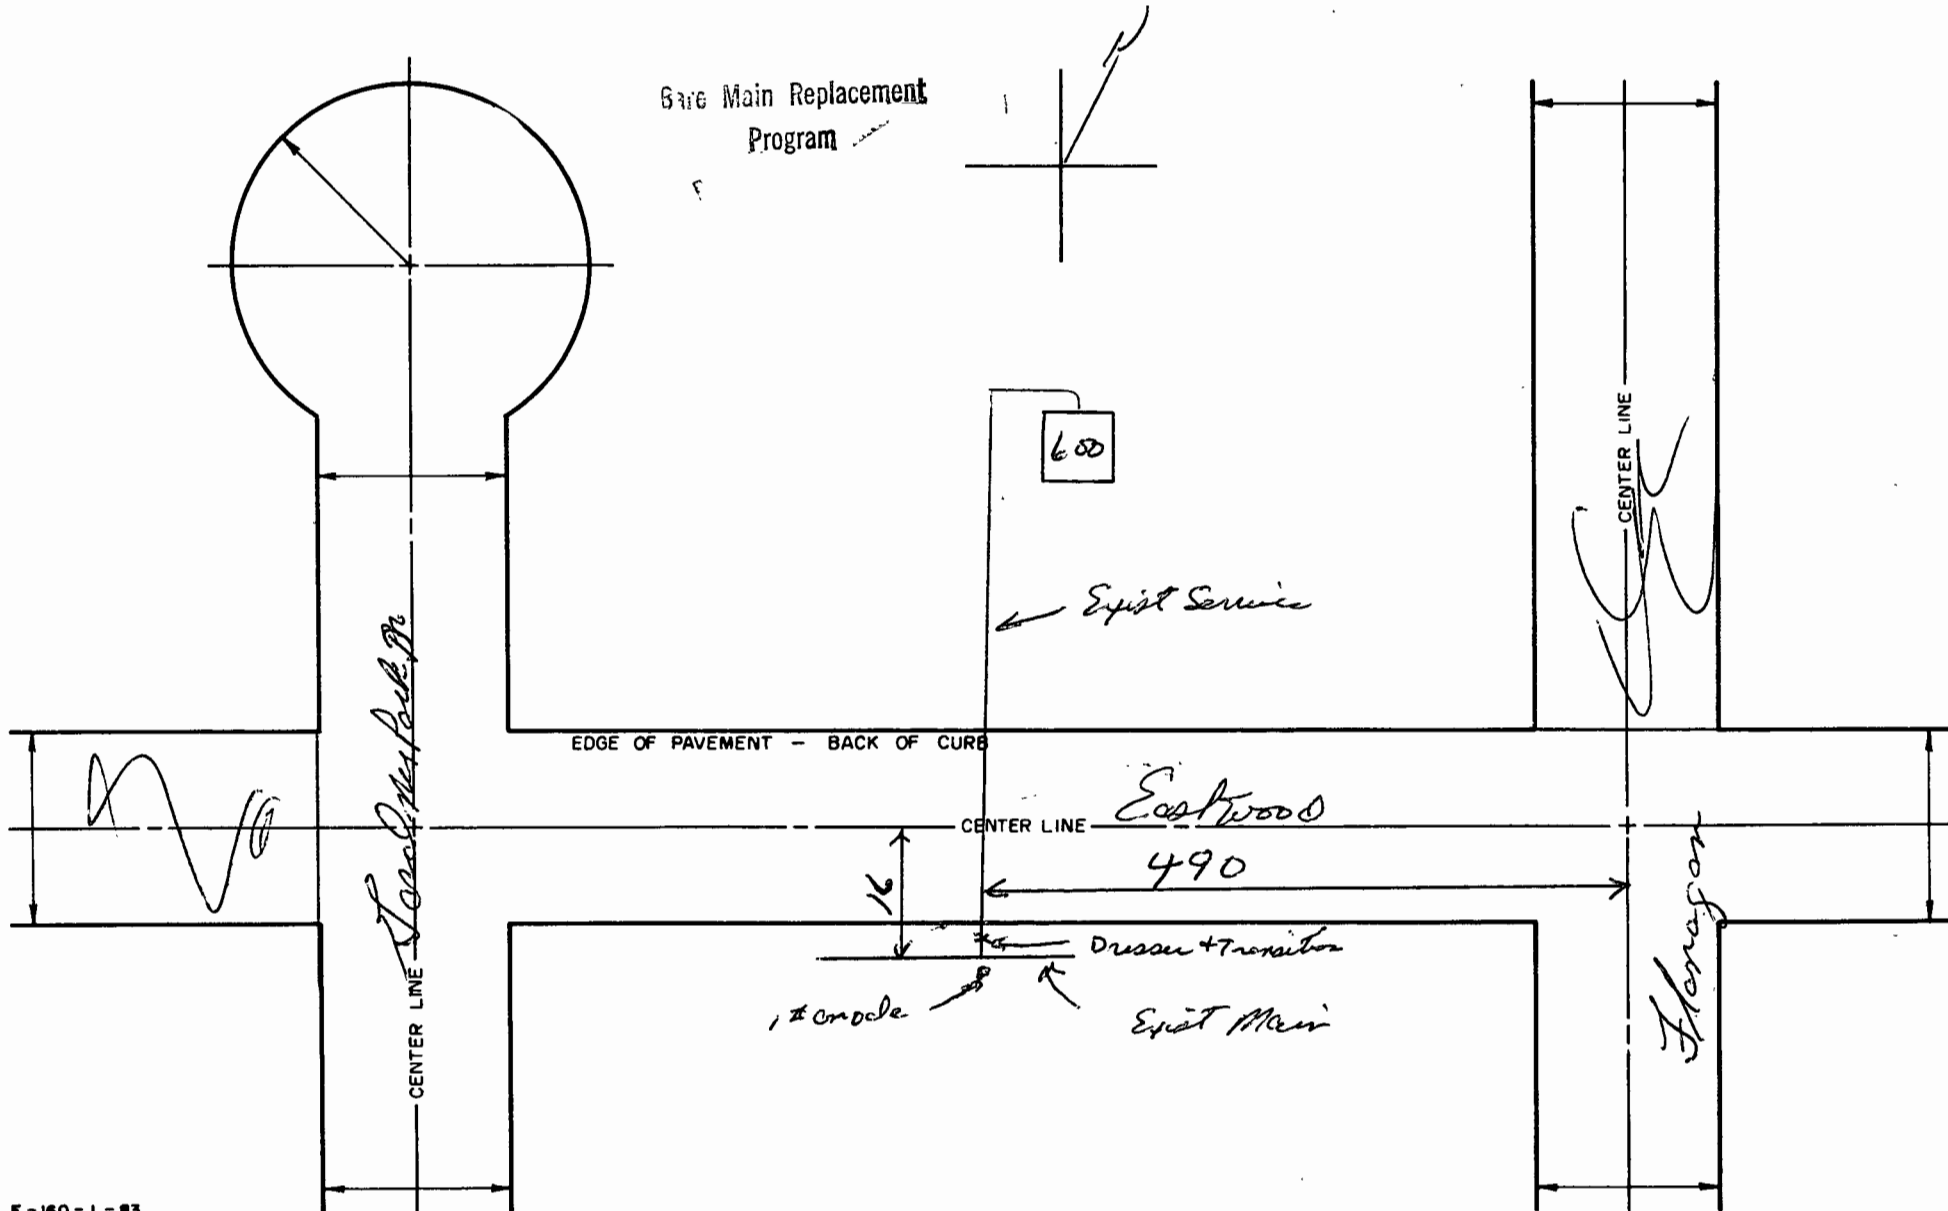 Bare Main Replacement
Program
600
CENTER LINE
Exist Service
EDGE OF PAVEMENT - BACK OF CURB
Eastwood
CENTER LINE
490
16
Flanagan
Dresser + Transition
1# anode
Exist Main
CENTER LINE